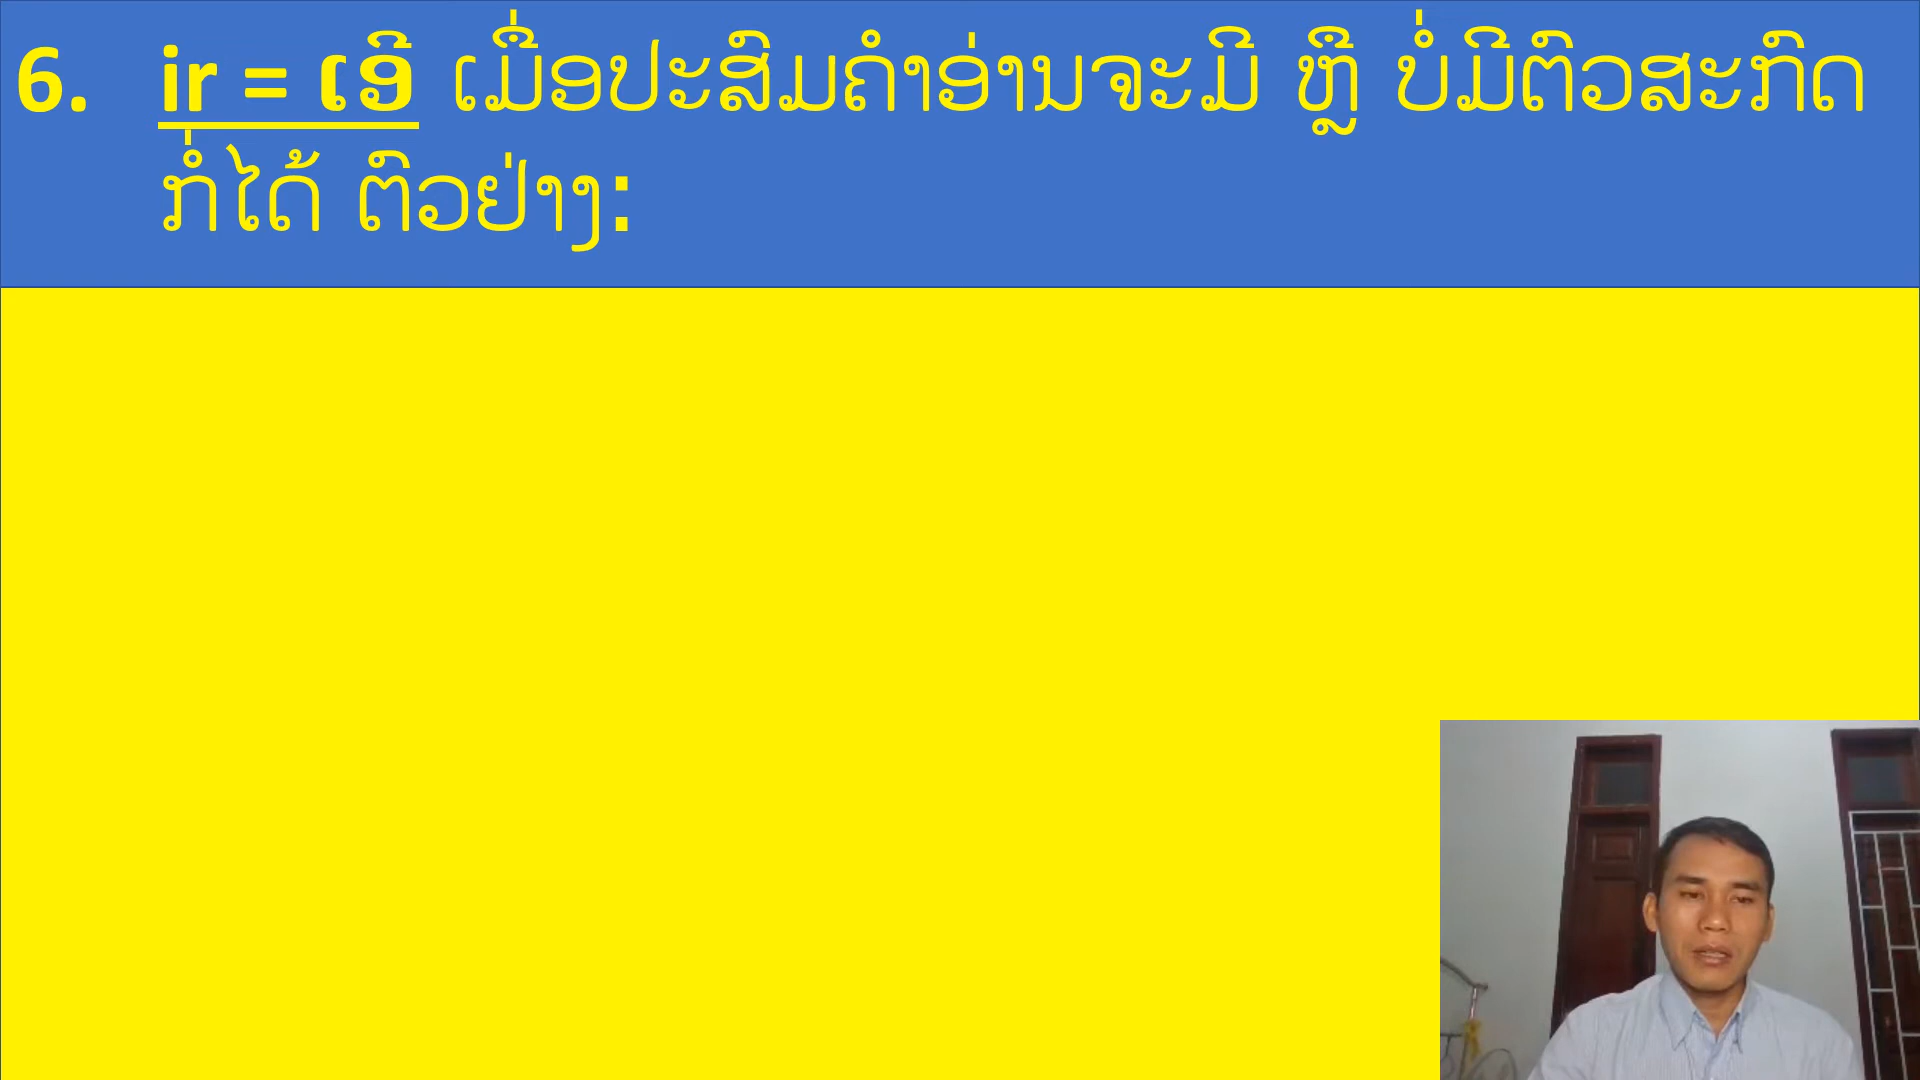 6. ir = ເອີ ເມື່ອປະສົມຄຳອ່ານຈະມີ ຫຼື ບໍ່ມີຕົວສະກົດ
ກໍ່ໄດ້ ຕົວຢ່າງ: